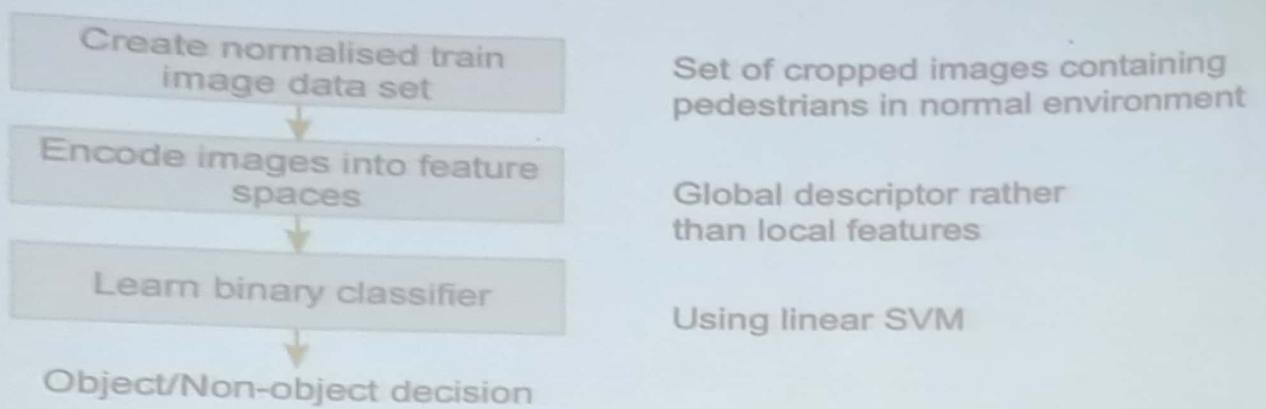 Create normalised train
image data set
Set of cropped images containing
pedestrians in normal environment
Encode images into feature
spaces
Global descriptor rather
than local features
Learn binary classifier
Using linear SVM
Object/Non-object decision